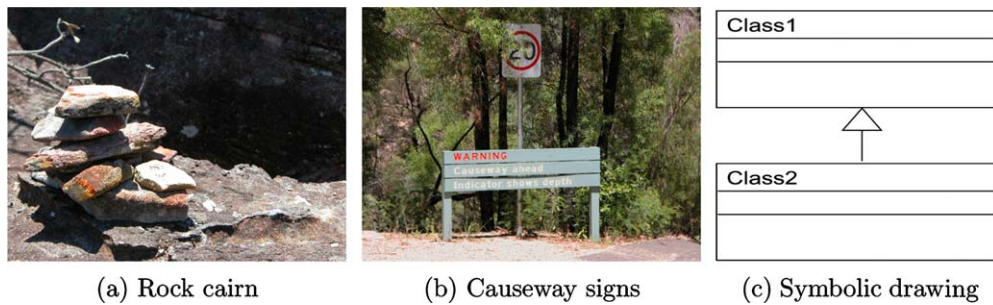 20
WARNING
Causeway ahead
Indicator shows depth
Class1
Class2
(a) Rock cairn
(b) Causeway signs
(c) Symbolic drawing